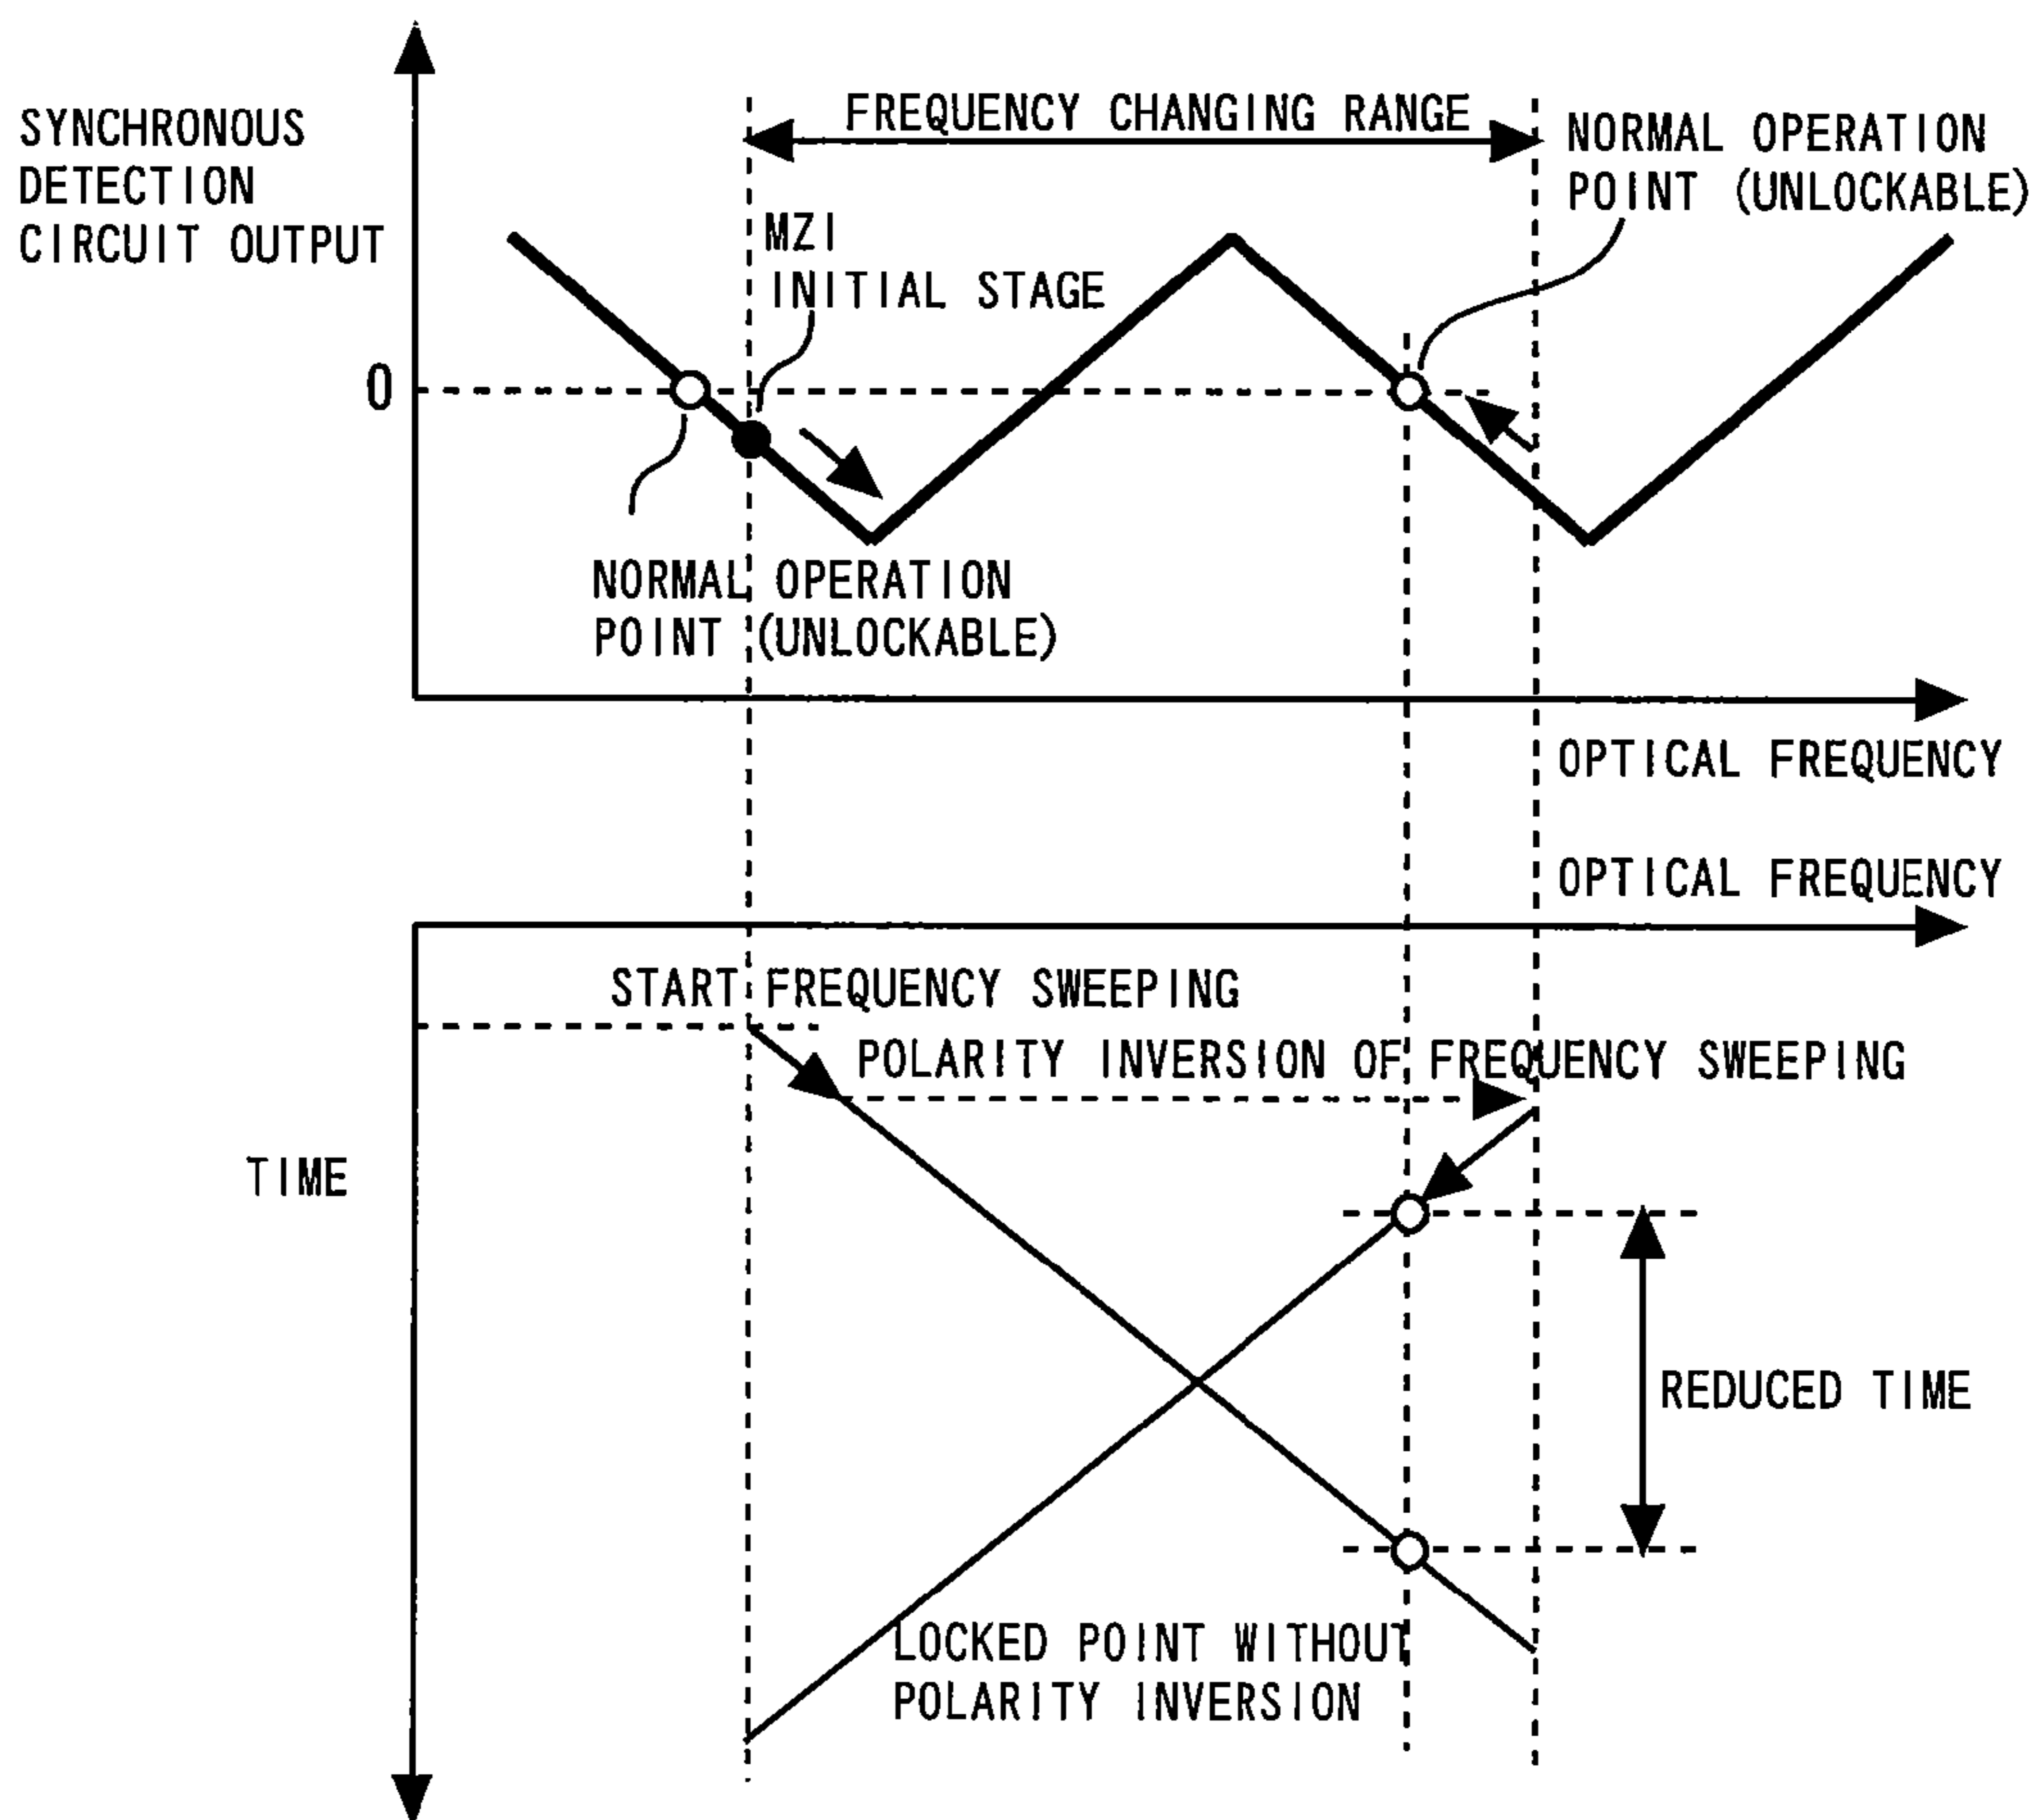 SYNCHRONOUS
DETECTION
CIRCUIT OUTPUT
FREQUENCY CHANGING RANGE
NORMAL OPERATION
POINT (UNLOCKABLE)
MZI
INITIAL STAGE
0
NORMAL OPERATION
POINT (UNLOCKABLE)
OPTICAL FREQUENCY
OPTICAL FREQUENCY
START FREQUENCY SWEEPING
POLARITY INVERSION OF FREQUENCY SWEEPING
TIME
REDUCED TIME
LOCKED POINT WITHOUT
POLARITY INVERSION